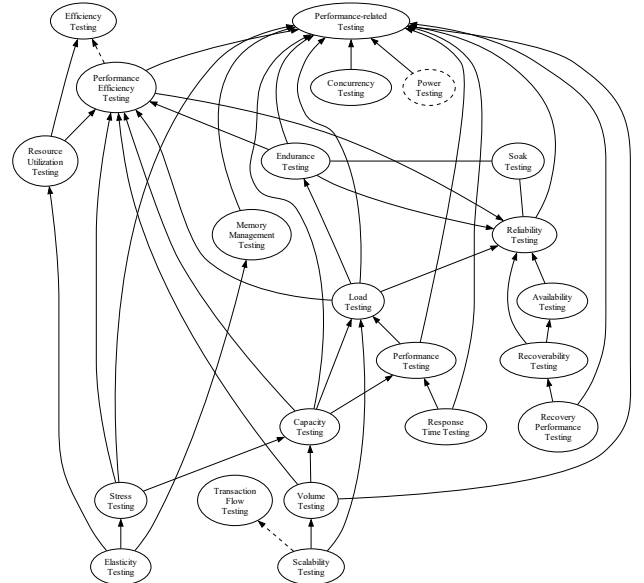 Efficiency
Testing
Performance-related
Testing
Performance
Efficiency
Testing
Concurrency
Testing
Power
Testing
Resource
Utilization
Testing
Endurance
Testing
Soak
Testing
Memory
Management
Testing
Reliability
Testing
Load
Testing
Availability
Testing
Performance
Testing
Recoverability
Testing
Capacity
Testing
Response
Time Testing
Recovery
Performance
Testing
Stress
Testing
Transaction
Flow
Testing
Volume
Testing
Elasticity
Testing
Scalability
Testing